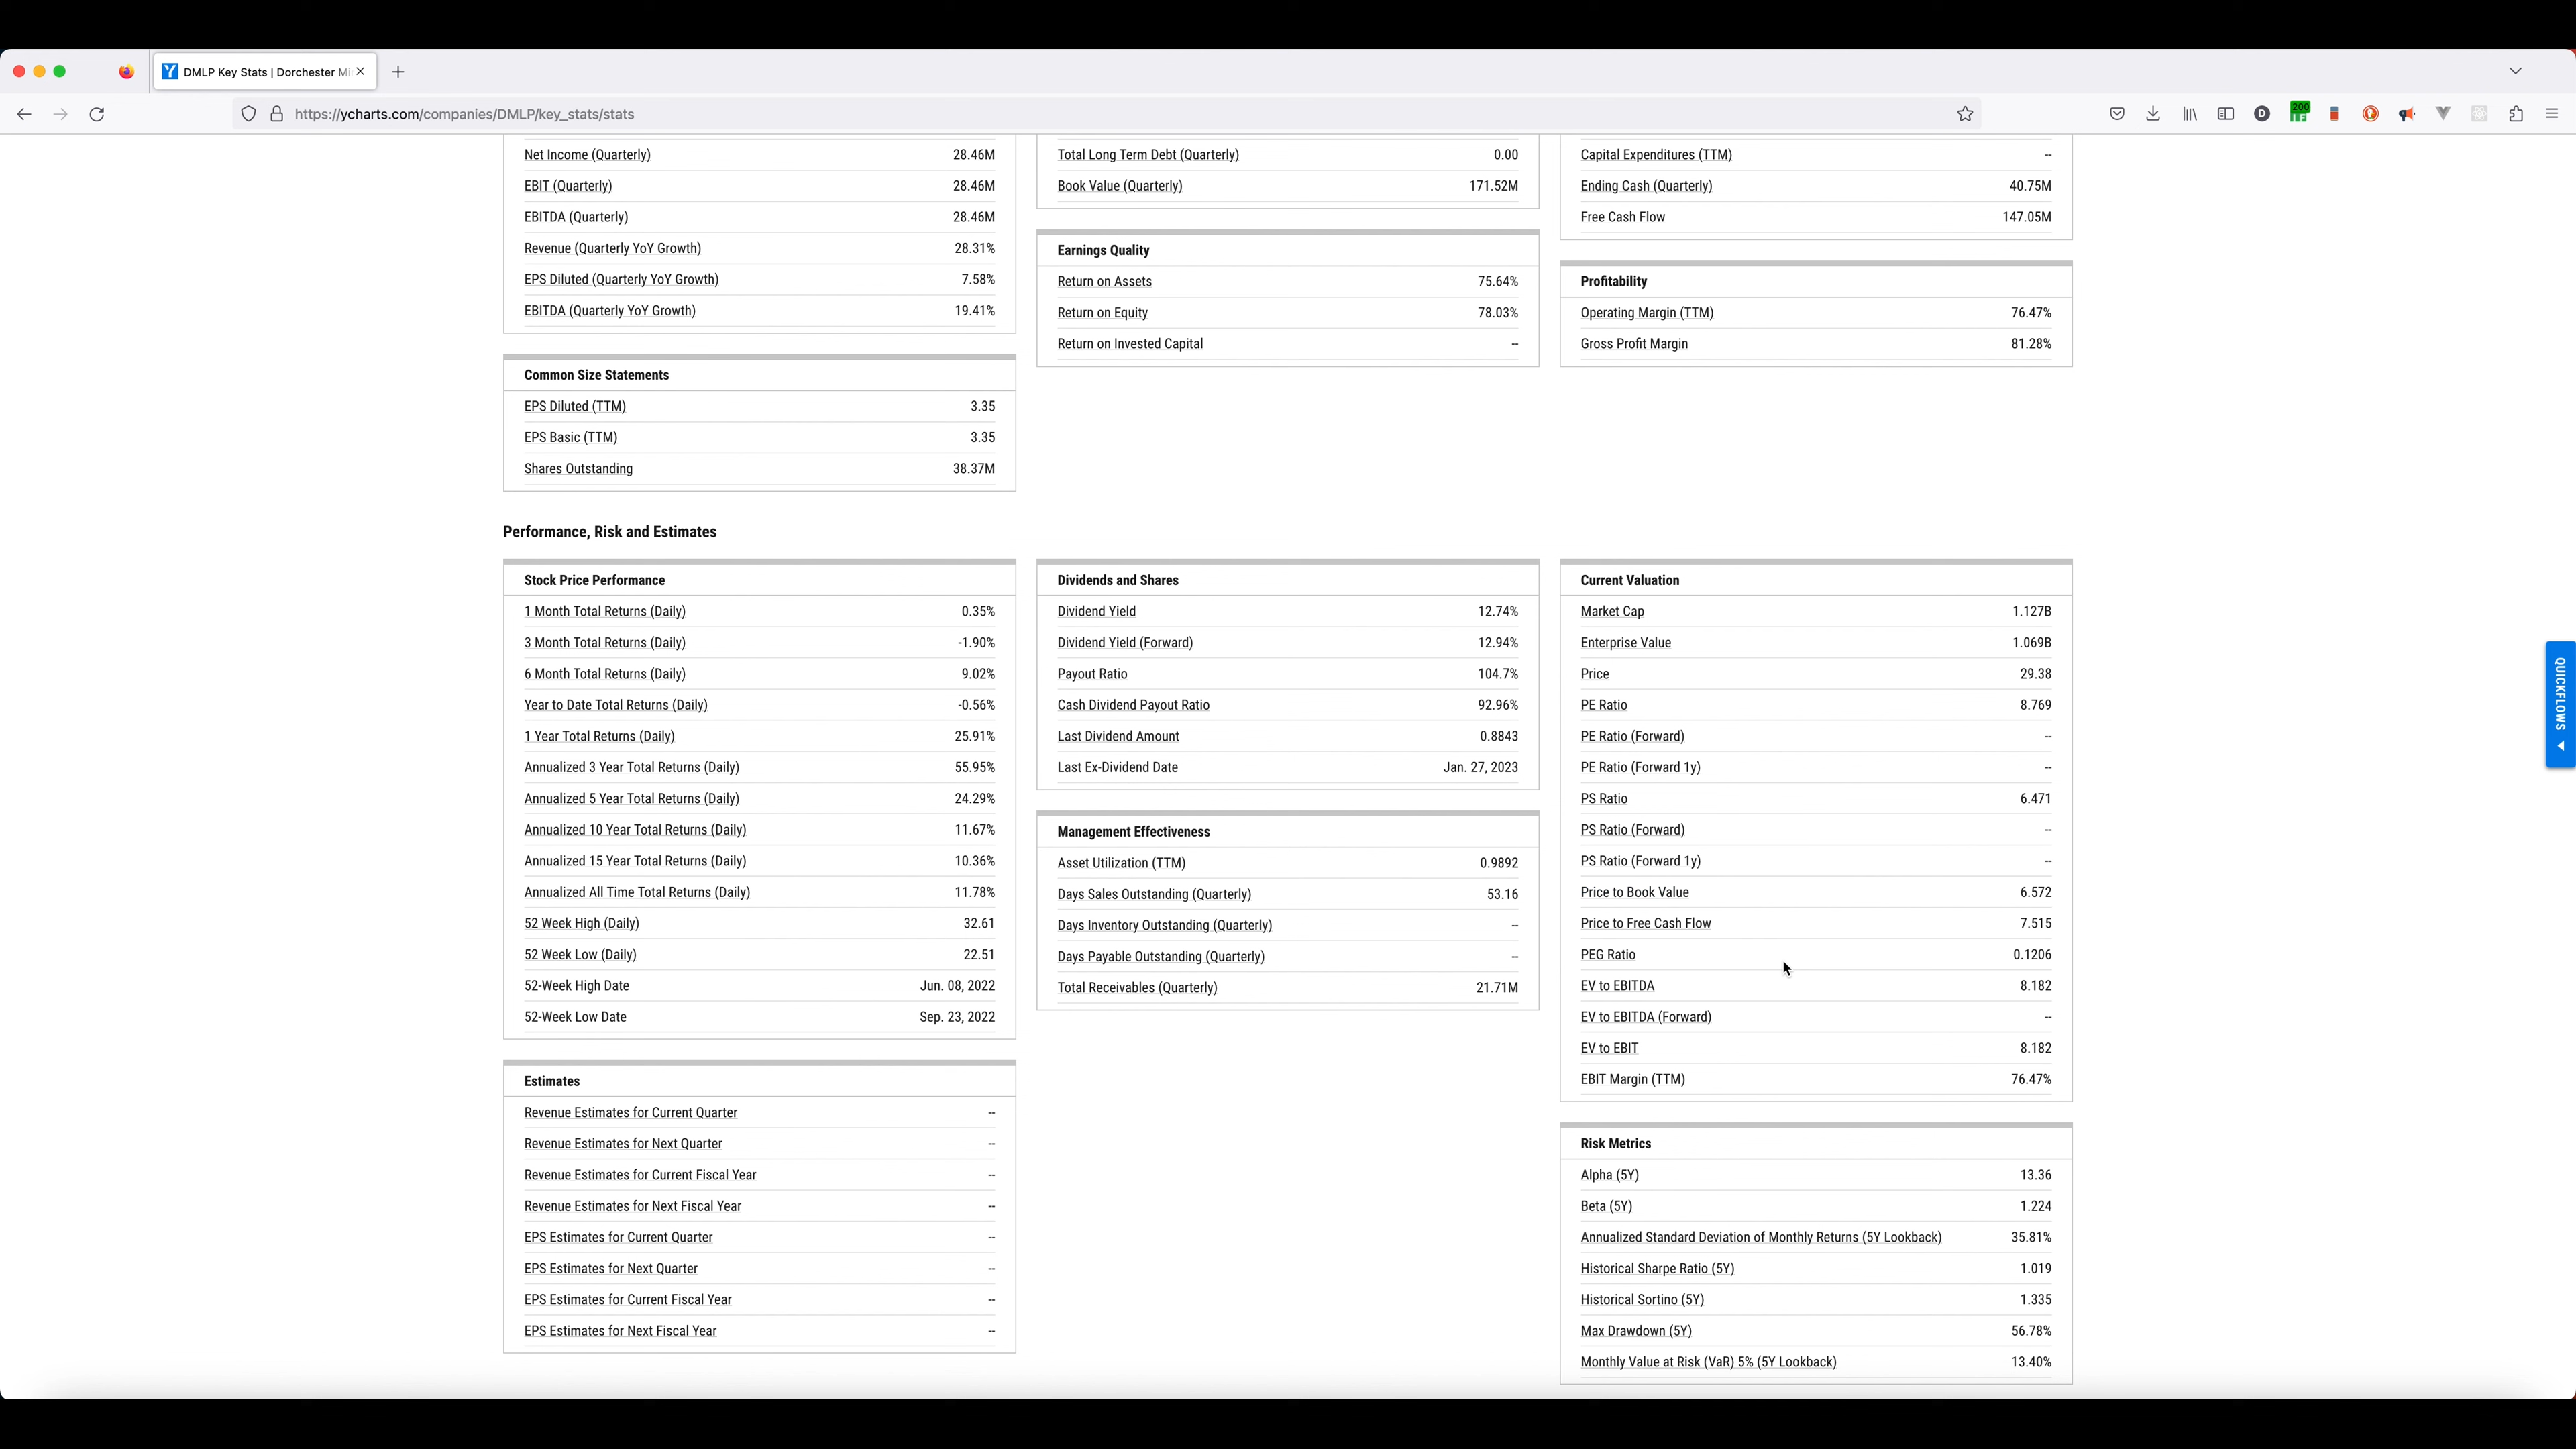 DMLP Key Stats | Dorchester Mi
https://ycharts.com/companies/DMLP/key_stats/stats
200
Net Income (Quarterly) 28.46M
EBIT (Quarterly) 28.46M
EBITDA (Quarterly) 28.46M
Revenue (Quarterly YoY Growth) 28.31%
EPS Diluted (Quarterly YoY Growth) 7.58%
EBITDA (Quarterly YoY Growth) 19.41%
Common Size Statements
EPS Diluted (TTM) 3.35
EPS Basic (TTM) 3.35
Shares Outstanding 38.37M
Total Long Term Debt (Quarterly) 0.00
Book Value (Quarterly) 171.52M
Earnings Quality
Return on Assets 75.64%
Return on Equity 78.03%
Return on Invested Capital --
Capital Expenditures (TTM) --
Ending Cash (Quarterly) 40.75M
Free Cash Flow 147.05M
Profitability
Operating Margin (TTM) 76.47%
Gross Profit Margin 81.28%
Performance, Risk and Estimates
Stock Price Performance
1 Month Total Returns (Daily) 0.35%
3 Month Total Returns (Daily) -1.90%
6 Month Total Returns (Daily) 9.02%
Year to Date Total Returns (Daily) -0.56%
1 Year Total Returns (Daily) 25.91%
Annualized 3 Year Total Returns (Daily) 55.95%
Annualized 5 Year Total Returns (Daily) 24.29%
Annualized 10 Year Total Returns (Daily) 11.67%
Annualized 15 Year Total Returns (Daily) 10.36%
Annualized All Time Total Returns (Daily) 11.78%
52 Week High (Daily) 32.61
52 Week Low (Daily) 22.51
52-Week High Date Jun. 08, 2022
52-Week Low Date Sep. 23, 2022
Estimates
Revenue Estimates for Current Quarter --
Revenue Estimates for Next Quarter --
Revenue Estimates for Current Fiscal Year --
Revenue Estimates for Next Fiscal Year --
EPS Estimates for Current Quarter --
EPS Estimates for Next Quarter --
EPS Estimates for Current Fiscal Year --
EPS Estimates for Next Fiscal Year --
Dividends and Shares
Dividend Yield 12.74%
Dividend Yield (Forward) 12.94%
Payout Ratio 104.7%
Cash Dividend Payout Ratio 92.96%
Last Dividend Amount 0.8843
Last Ex-Dividend Date Jan. 27, 2023
Management Effectiveness
Asset Utilization (TTM) 0.9892
Days Sales Outstanding (Quarterly) 53.16
Days Inventory Outstanding (Quarterly) --
Days Payable Outstanding (Quarterly) --
Total Receivables (Quarterly) 21.71M
Current Valuation
Market Cap 1.127B
Enterprise Value 1.069B
Price 29.38
PE Ratio 8.769
PE Ratio (Forward) --
PE Ratio (Forward 1y) --
PS Ratio 6.471
PS Ratio (Forward) --
PS Ratio (Forward 1y) --
Price to Book Value 6.572
Price to Free Cash Flow 7.515
PEG Ratio 0.1206
EV to EBITDA 8.182
EV to EBITDA (Forward) --
EV to EBIT 8.182
EBIT Margin (TTM) 76.47%
Risk Metrics
Alpha (5Y) 13.36
Beta (5Y) 1.224
Annualized Standard Deviation of Monthly Returns (5Y Lookback) 35.81%
Historical Sharpe Ratio (5Y) 1.019
Historical Sortino (5Y) 1.335
Max Drawdown (5Y) 56.78%
Monthly Value at Risk (VaR) 5% (5Y Lookback) 13.40%
QUICKFLOWS